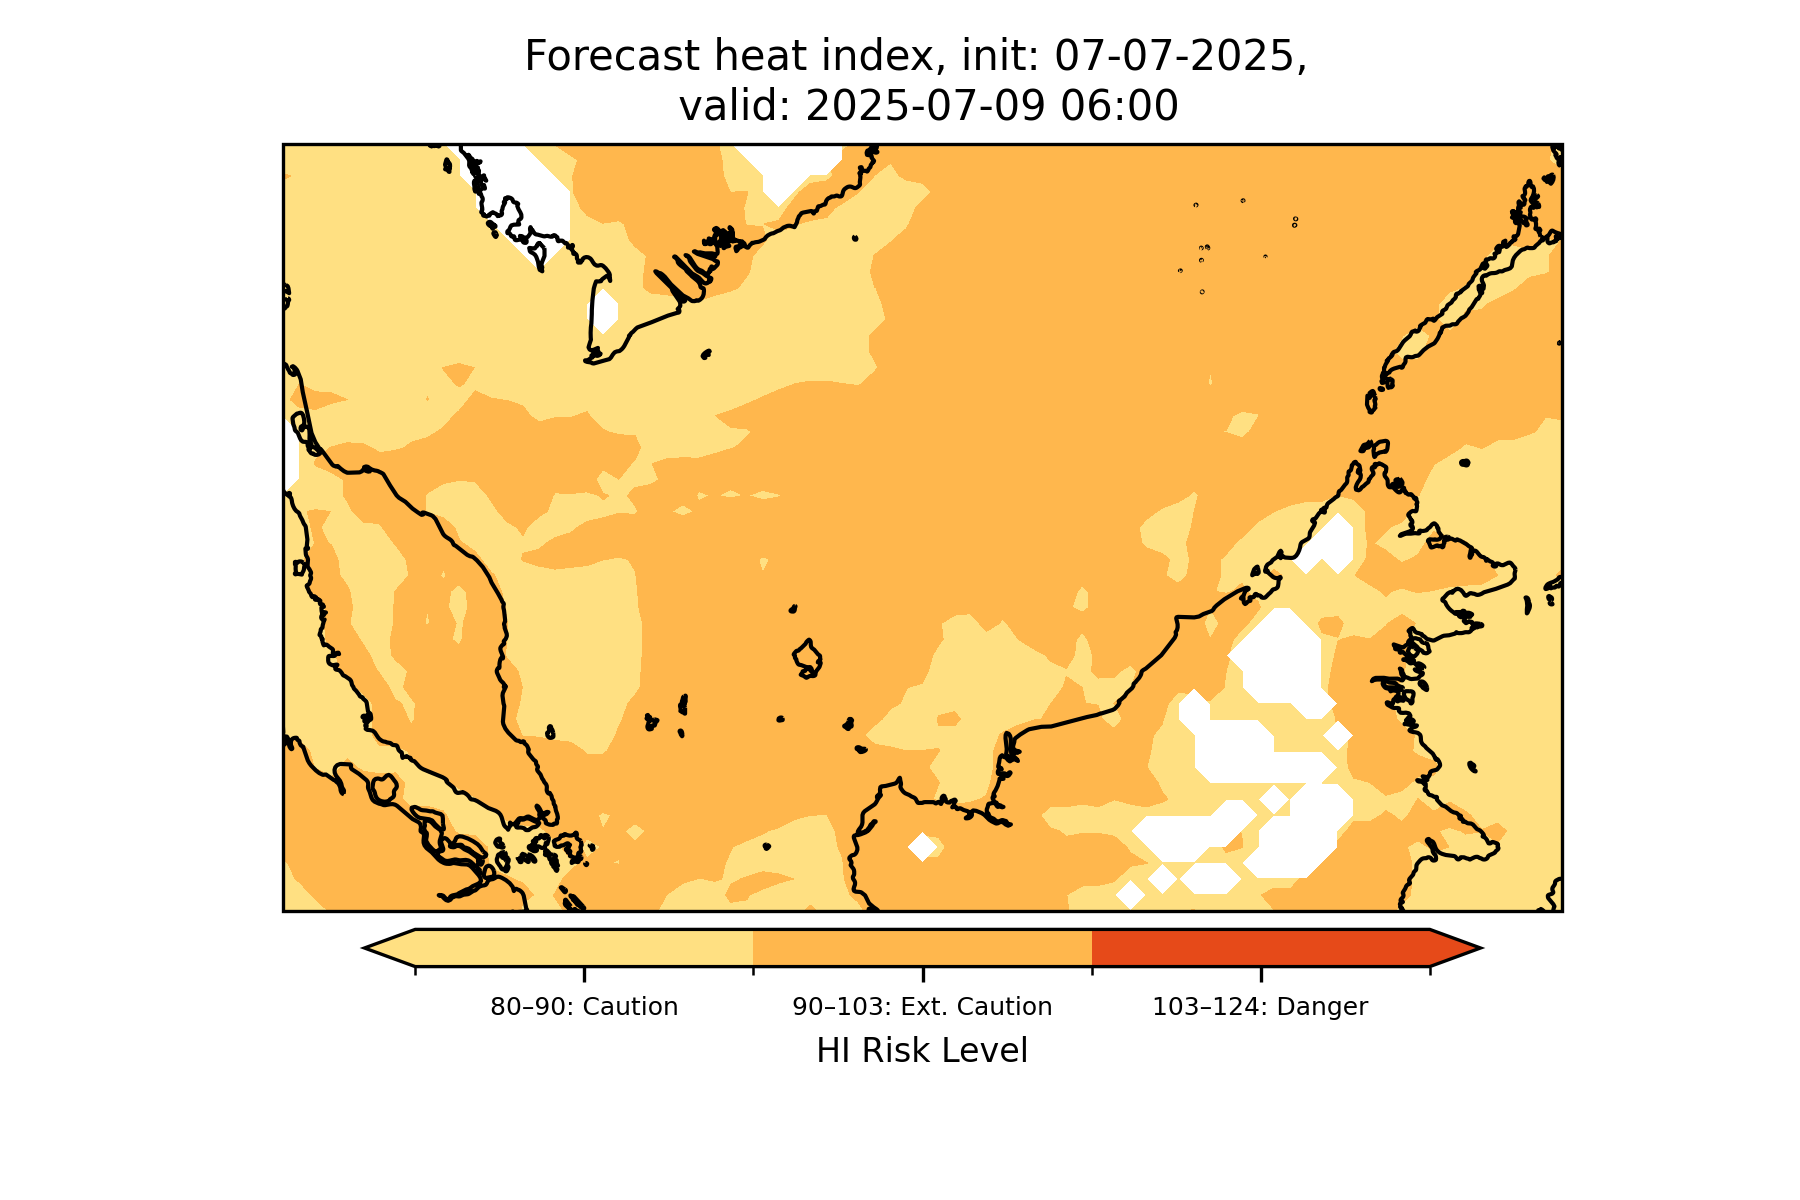 Forecast heat index, init: 07-07-2025,
valid: 2025-07-09 06:00
80–90: Caution
90–103: Ext. Caution
103–124: Danger
HI Risk Level